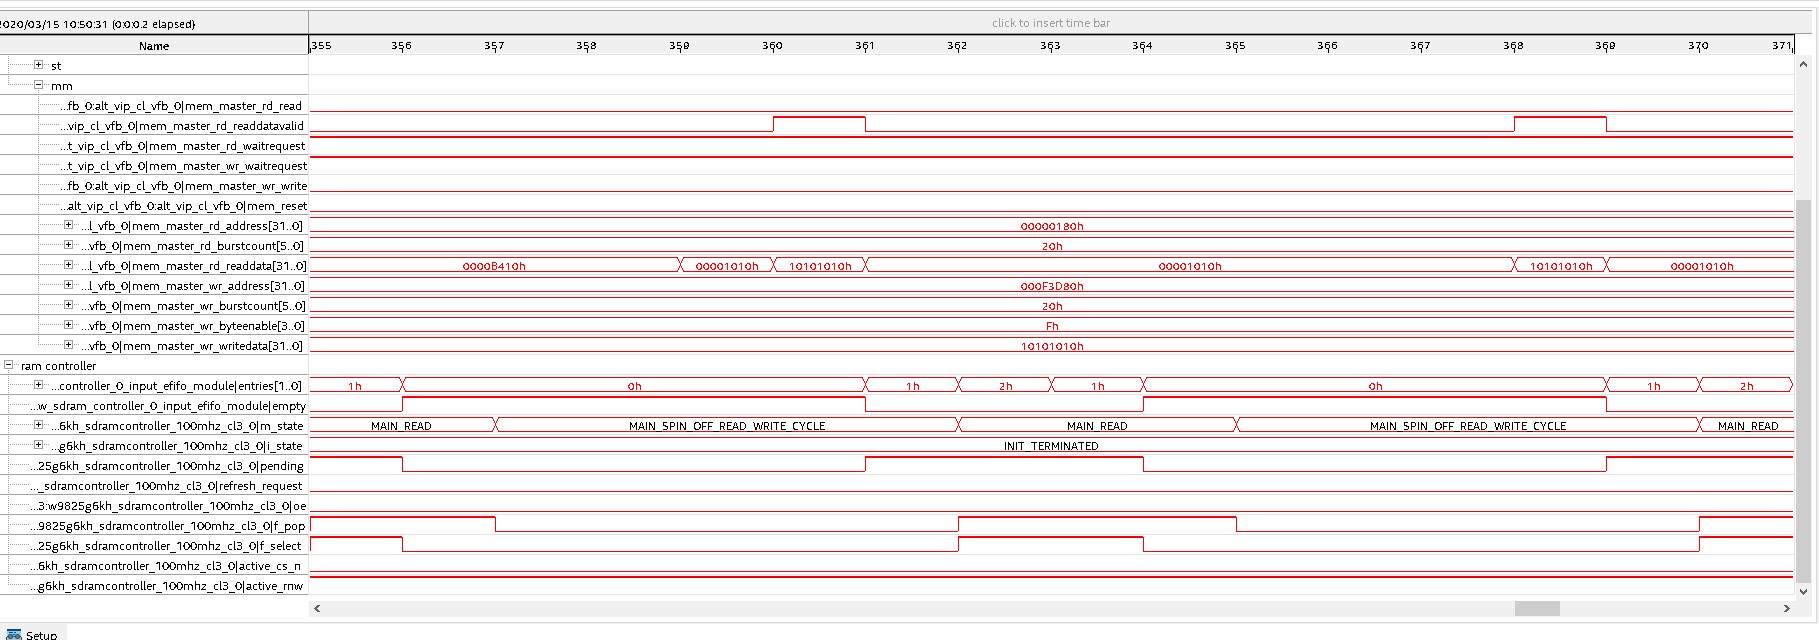 2020/03/15 10:50:31 (0:0:0.2 elapsed) click to insert time bar
Name 355 356 357 358 359 360 361 362 363 364 365 366 367 368 369 370 371
st
mm
...fb_0:alt_vip_cl_vfb_0|mem_master_rd_read
...vip_cl_vfb_0|mem_master_rd_readdatavalid
...t_vip_cl_vfb_0|mem_master_rd_waitrequest
...t_vip_cl_vfb_0|mem_master_wr_waitrequest
...fb_0:alt_vip_cl_vfb_0|mem_master_wr_write
...alt_vip_cl_vfb_0:alt_vip_cl_vfb_0|mem_reset
...l_vfb_0|mem_master_rd_address[31..0] 00000180h
...vfb_0|mem_master_rd_burstcount[5..0] 20h
...l_vfb_0|mem_master_rd_readdata[31..0] 0000B410h 00001010h 10101010h 00001010h 10101010h 00001010h
...l_vfb_0|mem_master_wr_address[31..0] 000F3D80h
...vfb_0|mem_master_wr_burstcount[5..0] 20h
...vfb_0|mem_master_wr_byteenable[3..0] Fh
...vfb_0|mem_master_wr_writedata[31..0] 10101010h
ram controller
...controller_0_input_efifo_module|entries[1..0] 1h 0h 1h 2h 1h 0h 1h 2h
...w_sdram_controller_0_input_efifo_module|empty
...6kh_sdramcontroller_100mhz_cl3_0|m_state MAIN_READ MAIN_SPIN_OFF_READ_WRITE_CYCLE MAIN_READ MAIN_SPIN_OFF_READ_WRITE_CYCLE MAIN_READ
...g6kh_sdramcontroller_100mhz_cl3_0|i_state INIT_TERMINATED
...25g6kh_sdramcontroller_100mhz_cl3_0|pending
..._sdramcontroller_100mhz_cl3_0|refresh_request
...3:w9825g6kh_sdramcontroller_100mhz_cl3_0|oe
...9825g6kh_sdramcontroller_100mhz_cl3_0|f_pop
...25g6kh_sdramcontroller_100mhz_cl3_0|f_select
...6kh_sdramcontroller_100mhz_cl3_0|active_cs_n
...g6kh_sdramcontroller_100mhz_cl3_0|active_rnw
Setup